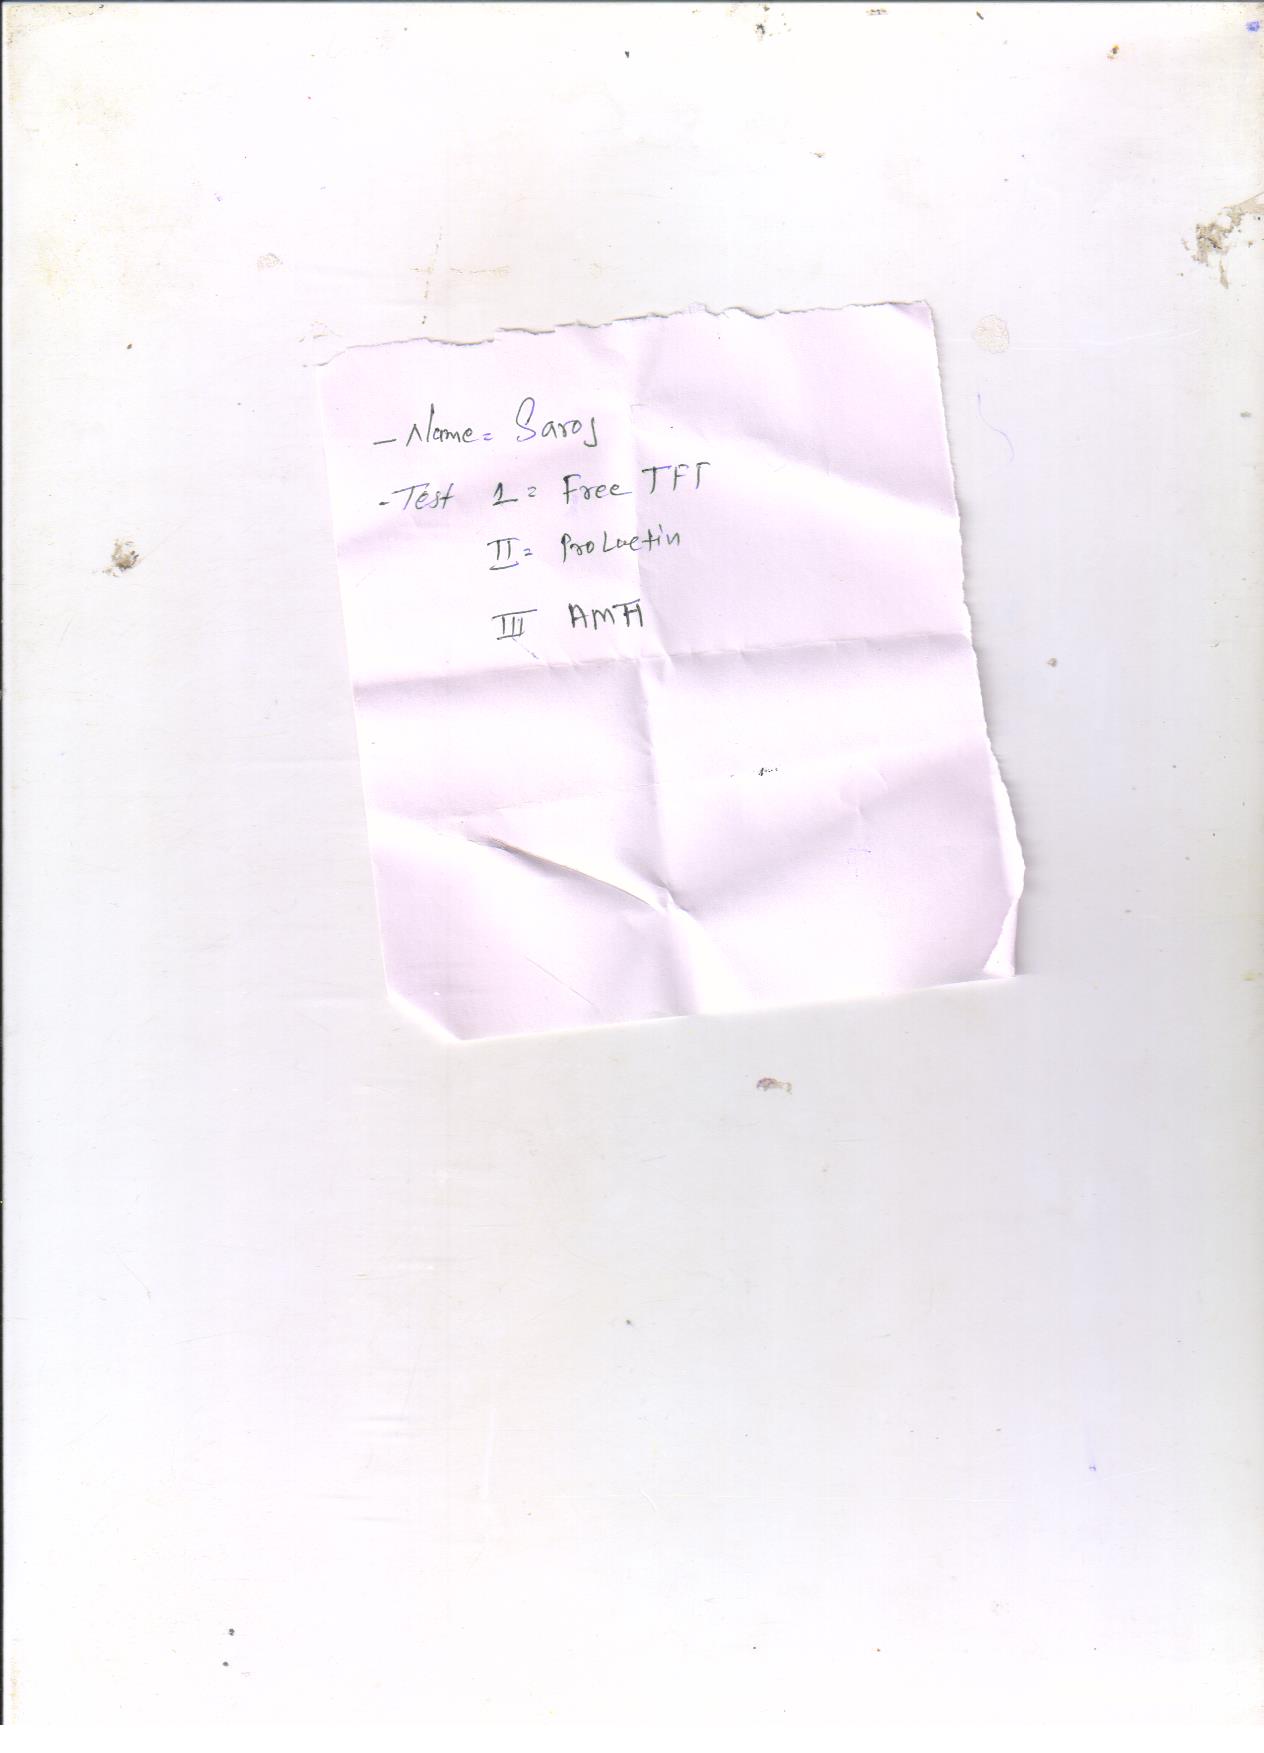 - Name = Saroj
- Test 1 = Free TFT
II = ProLactin
III AMH